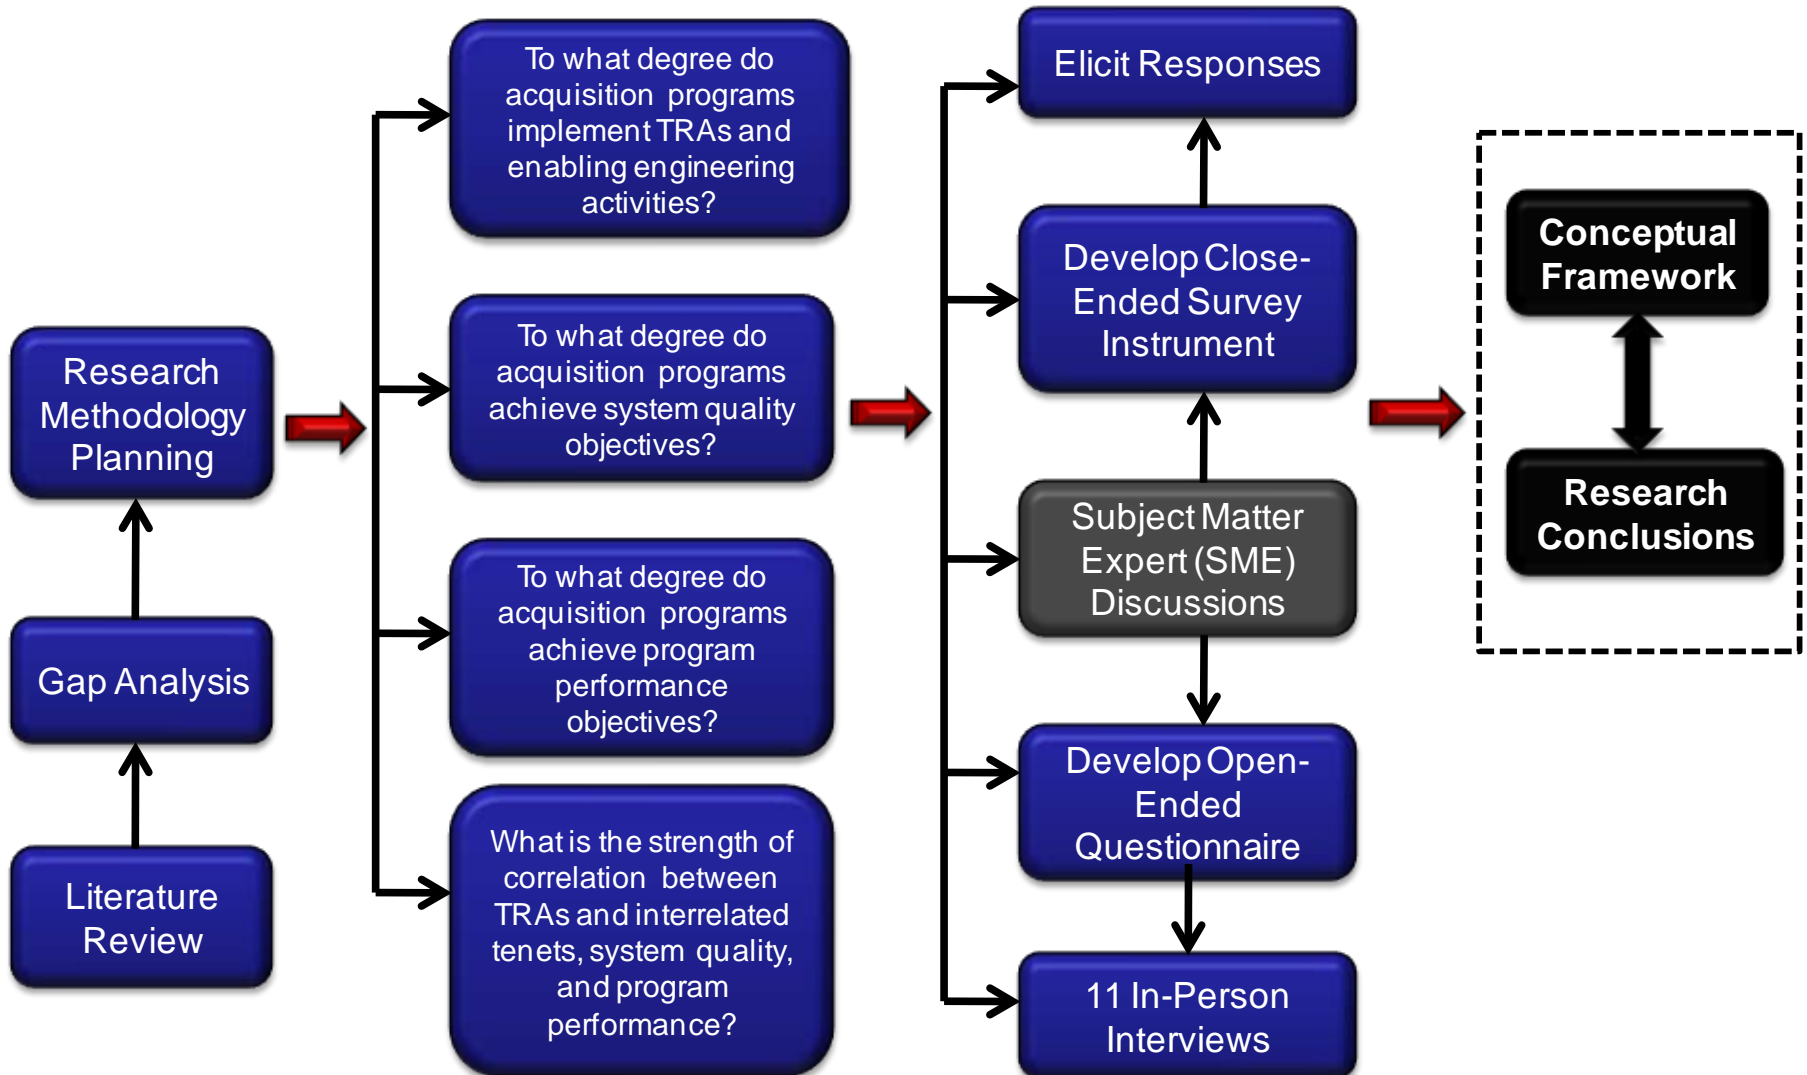 Research
Methodology
Planning
Gap Analysis
Literature
Review
To what degree do
acquisition programs
implement TRAs and
enabling engineering
activities?
To what degree do
acquisition programs
achieve system quality
objectives?
To what degree do
acquisition programs
achieve program
performance
objectives?
What is the strength of
correlation between
TRAs and interrelated
tenets, system quality,
and program
performance?
Elicit Responses
Develop Close-
Ended Survey
Instrument
Subject Matter
Expert (SME)
Discussions
Develop Open-
Ended
Questionnaire
11 In-Person
Interviews
Conceptual
Framework
Research
Conclusions